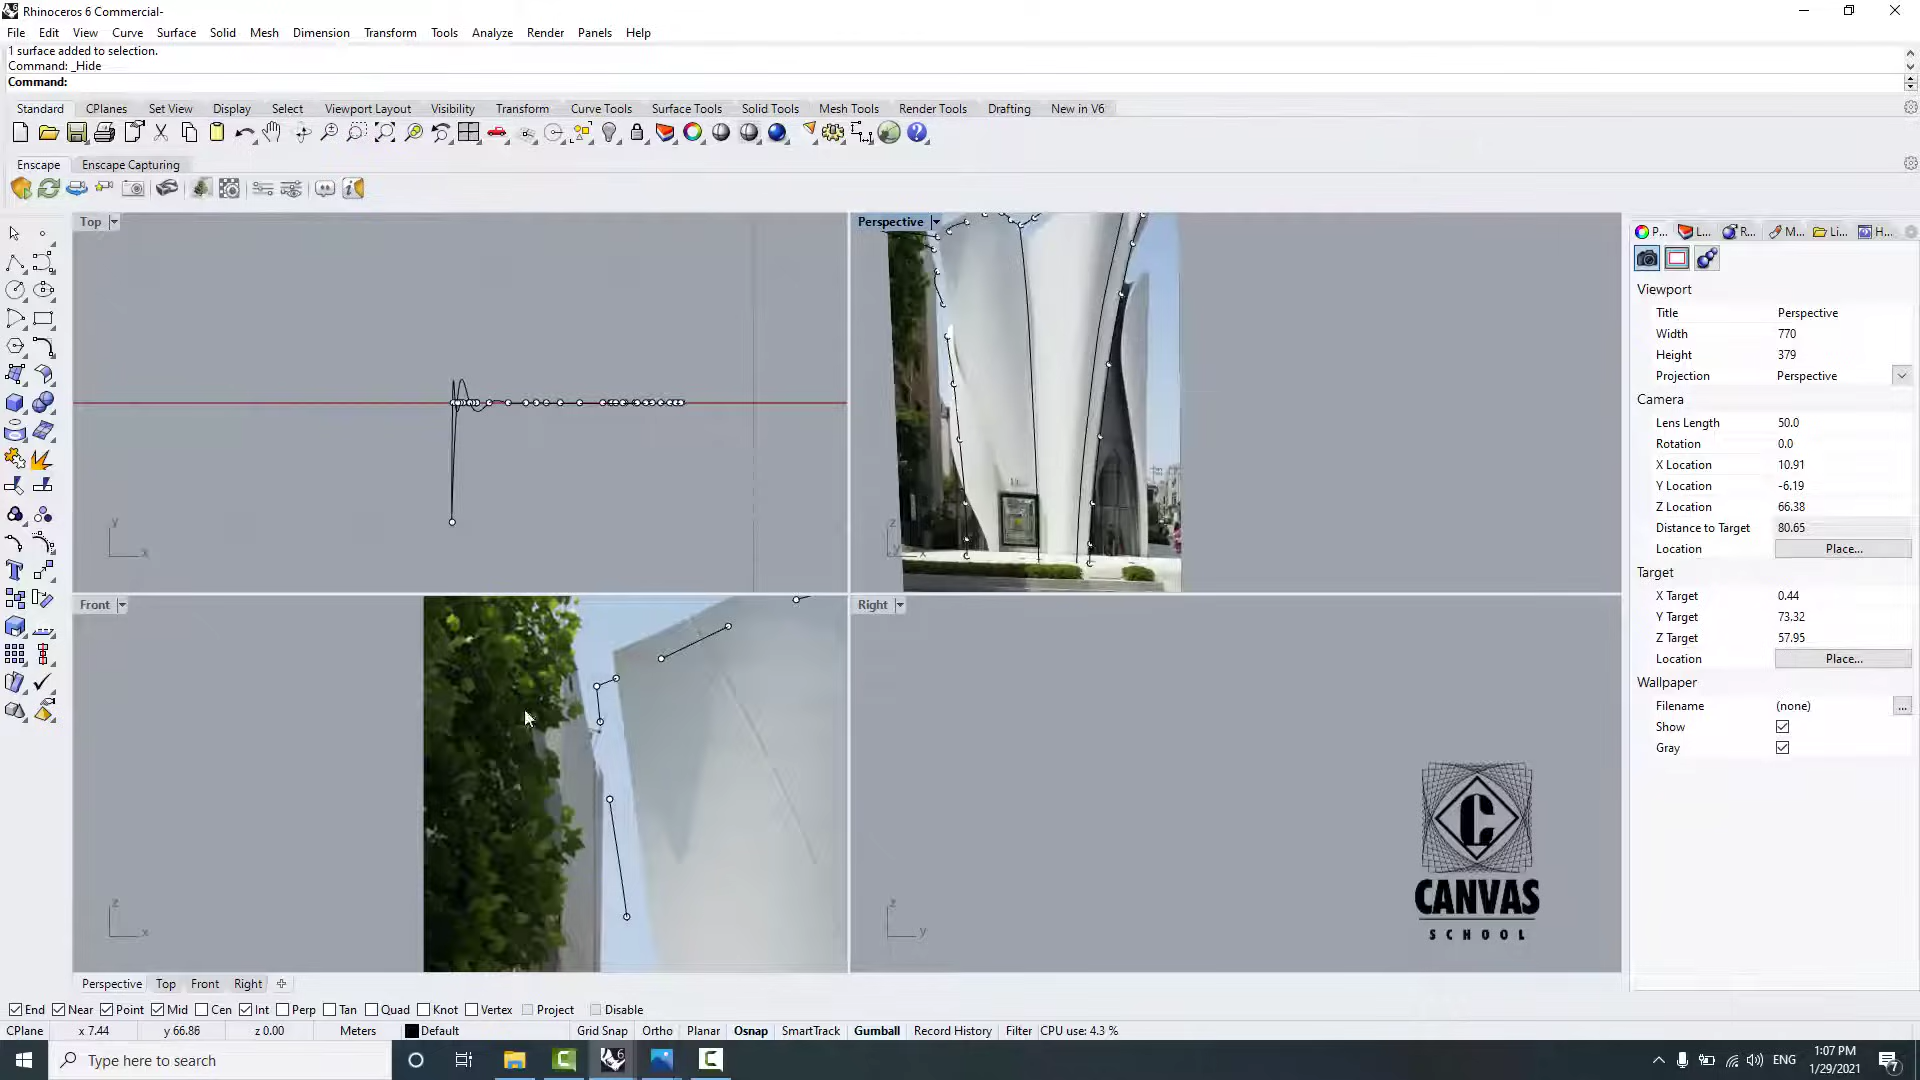 Rhinoceros 6 Commercial-
File Edit View Curve Surface Solid Mesh Dimension Transform Tools Analyze Render Panels Help
1 surface added to selection.
Command: _Hide
Command:
Standard CPlanes Set View Display Select Viewport Layout Visibility Transform Curve Tools Surface Tools Solid Tools Mesh Tools Render Tools Drafting New in V6
Enscape Enscape Capturing
Top
Perspective
P... L... R... M... Li... H...
Viewport
Title Perspective
Width 770
Height 379
Projection Perspective
Camera
Lens Length 50.0
Rotation 0.0
X Location 10.91
Y Location -6.19
Z Location 66.38
Distance to Target 80.65
Location Place...
Target
X Target 0.44
Y Target 73.32
Z Target 57.95
Location Place...
Wallpaper
Filename (none) ...
Show
Gray
y
x
z
y
x
Front
Right
z
x
z
y
CANVAS
SCHOOL
Perspective Top Front Right
End Near Point Mid Cen Int Perp Tan Quad Knot Vertex Project Disable
CPlane x 7.44 y 66.86 z 0.00 Meters Default Grid Snap Ortho Planar Osnap SmartTrack Gumball Record History Filter CPU use: 4.3 %
Type here to search
ENG
1:07 PM
1/29/2021
7